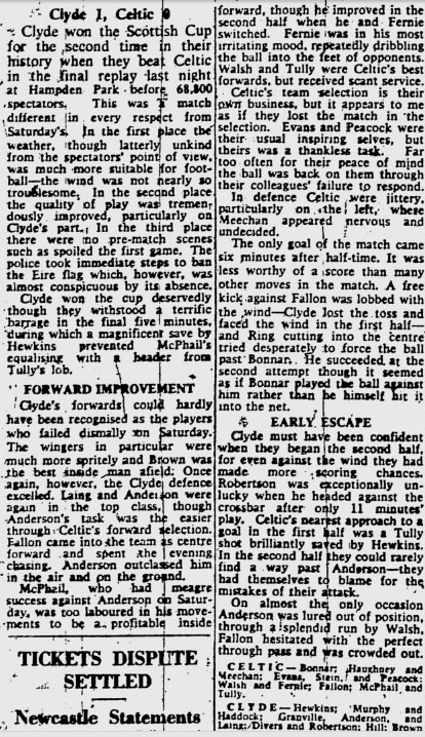 Clyde 1, Celtic 0
Clyde won the Scottish Cup
for the second time in their
history when they beat Celtic
in the final replay last night
at Hampden Park before 68,800
spectators. This was a match
different in every respect from
Saturday's. In the first place the
weather, though latterly unkind
from the spectators' point of view,
was much more suitable for foot-
ball—the wind was not nearly so
troublesome. In the second place
the quality of play was tremen-
dously improved, particularly on
Clyde's part. In the third place
there were no pre-match scenes
such as spoiled the first game. The
police took immediate steps to ban
the Eire flag which, however, was
almost conspicuous by its absence.
Clyde won the cup deservedly
though they withstood a terrific
barrage in the final five minutes,
during which a magnificent save by
Hewkins prevented McPhail's
equalising with a header from
Tully's lob.
FORWARD IMPROVEMENT
Clyde's forwards could hardly
have been recognised as the players
who failed dismally on Saturday.
The wingers in particular were
much more spritely and Brown was
the best inside man afield. Once
again, however, the Clyde defence
excelled. Laing and Anderson were
again in the top class, though
Anderson's task was the easier
through Celtic's forward selection.
Fallon came into the team as centre
forward and spent the evening
chasing. Anderson outclassed him
in the air and on the ground.
McPhail, who had meagre
success against Anderson on Satur-
day, was too laboured in his move-
ments to be a profitable inside
TICKETS DISPUTE
SETTLED
Newcastle Statements
forward, though he improved in the
second half when he and Fernie
switched. Fernie was in his most
irritating mood, repeatedly dribbling
the ball into the feet of opponents.
Walsh and Tully were Celtic's best
forwards, but received scant service.
Celtic's team selection is their
own business, but it appears to me
as if they lost the match in the
selection. Evans and Peacock were
their usual inspiring selves, but
theirs was a thankless task. Far
too often for their peace of mind
the ball was back on them through
their colleagues' failure to respond.
In defence Celtic were jittery,
particularly on the left, where
Meechan appeared nervous and
undecided.
The only goal of the match came
six minutes after half-time. It was
less worthy of a score than many
other moves in the match. A free
kick against Fallon was lobbed with
the wind—Clyde lost the toss and
faced the wind in the first half—
and Ring cutting into the centre
tried desperately to force the ball
past Bonnar. He succeeded at the
second attempt though it seemed
as if Bonnar played the ball against
him rather than he himself hit it
into the net.
EARLY ESCAPE
Clyde must have been confident
when they began the second half,
for even against the wind they had
made more scoring chances.
Robertson was exceptionally un-
lucky when he headed against the
crossbar after only 11 minutes'
play. Celtic's nearest approach to a
goal in the first half was a Tully
shot brilliantly saved by Hewkins.
In the second half they could rarely
find a way past Anderson—they
had themselves to blame for the
mistakes of their attack.
On almost the only occasion
Anderson was lured out of position,
through a splendid run by Walsh,
Fallon hesitated with the perfect
through pass and was crowded out.
CELTIC—Bonnar; Haughney and
Meechan; Evans, Stein, and Peacock;
Walsh and Fernie; Fallon; McPhail and
Tully.
CLYDE—Hewkins; Murphy and
Haddock; Granville, Anderson, and
Laing; Divers and Robertson; Hill; Brown